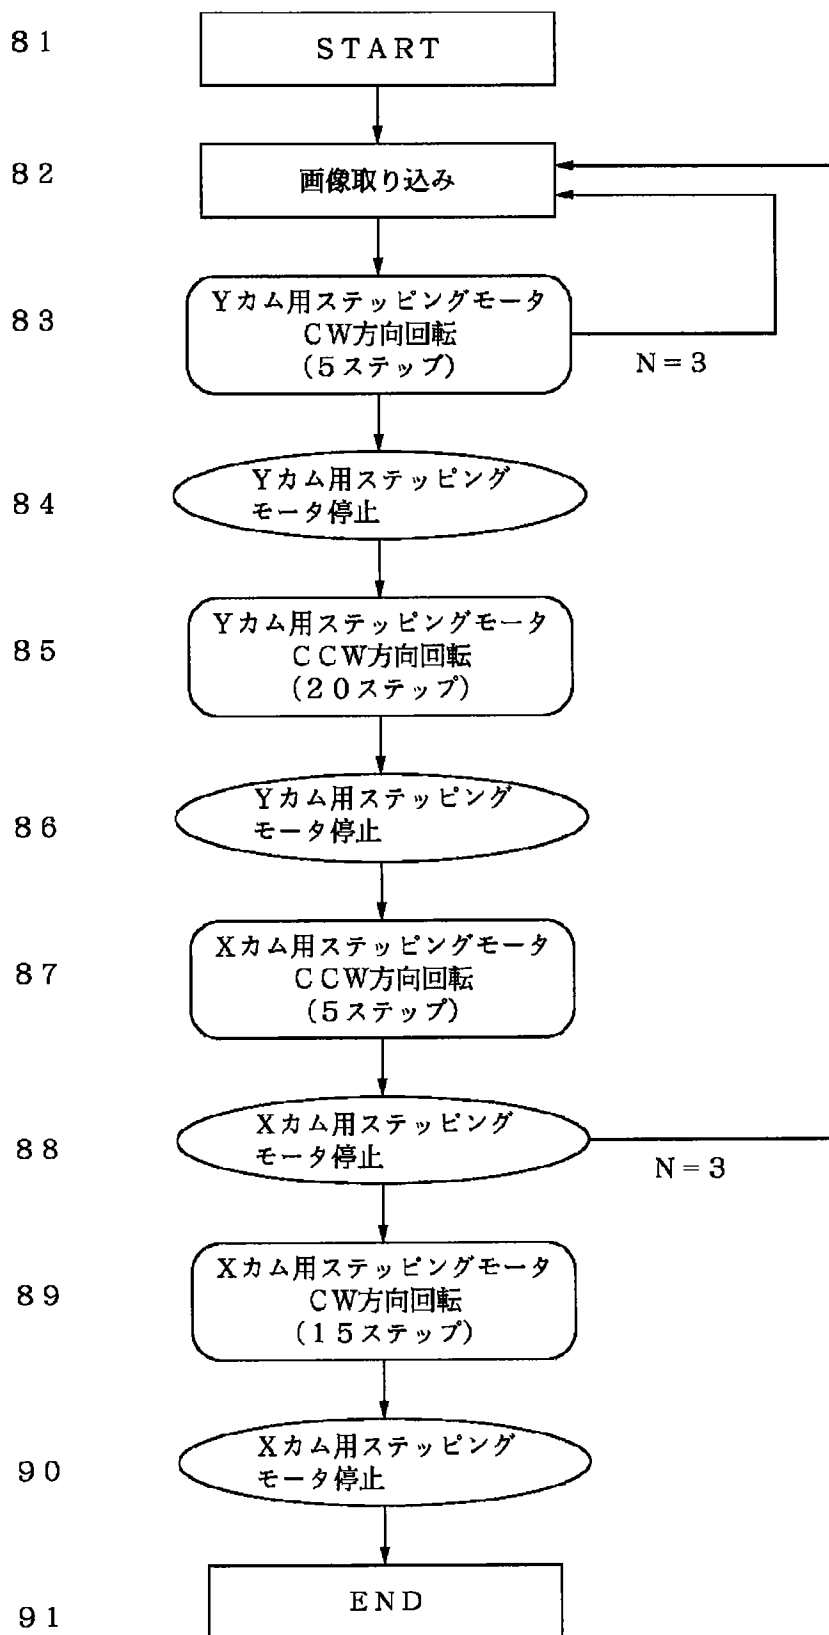 81
START
82
画像取り込み
83
Yカム用ステッピングモータ
CW方向回転
(5ステップ)
N=3
84
Yカム用ステッピング
モータ停止
85
Yカム用ステッピングモータ
CCW方向回転
(20ステップ)
86
Yカム用ステッピング
モータ停止
87
Xカム用ステッピングモータ
CCW方向回転
(5ステップ)
88
Xカム用ステッピング
モータ停止
N=3
89
Xカム用ステッピングモータ
CW方向回転
(15ステップ)
90
Xカム用ステッピング
モータ停止
91
END